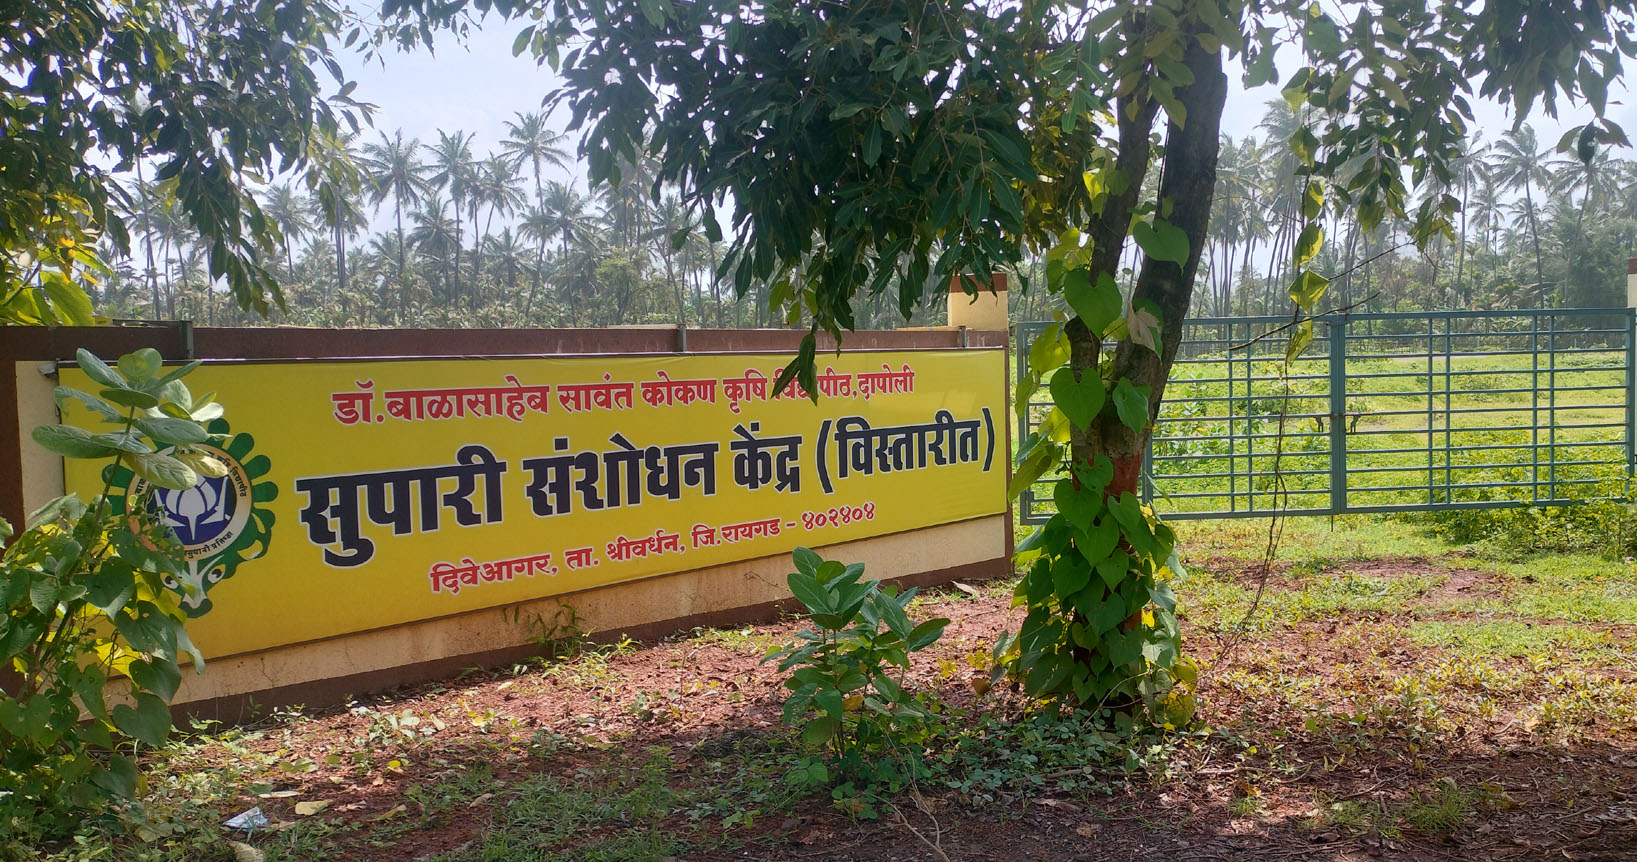 डॉ.बाळासाहेब सावंत कोकण कृषि विद्यापीठ,दापोली
सुपारी संशोधन केंद्र (विस्तारीत)
दिवेआगर, ता. श्रीवर्धन, जि.रायगड - ४०२४०४